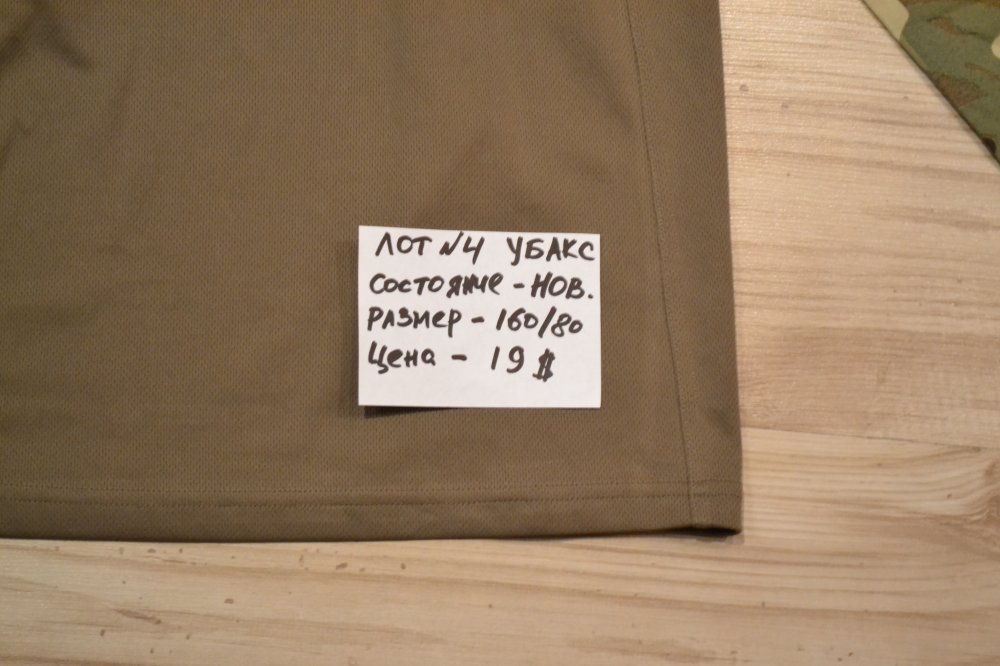 ЛОТ №4 УБАКС
СОСТОЯНИЕ - НОВ.
РАЗМЕР - 160/80
Цена - 19 $